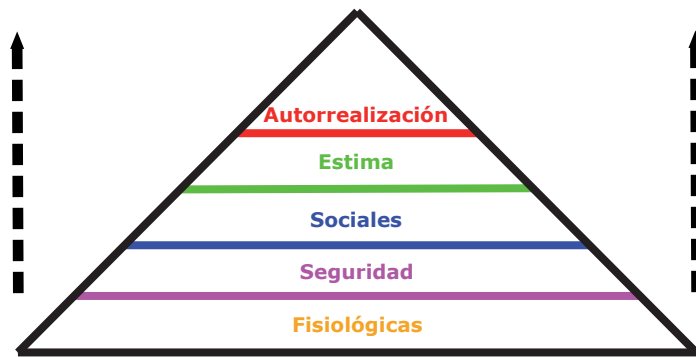 Autorrealización
Estima
Sociales
Seguridad
Fisiológicas